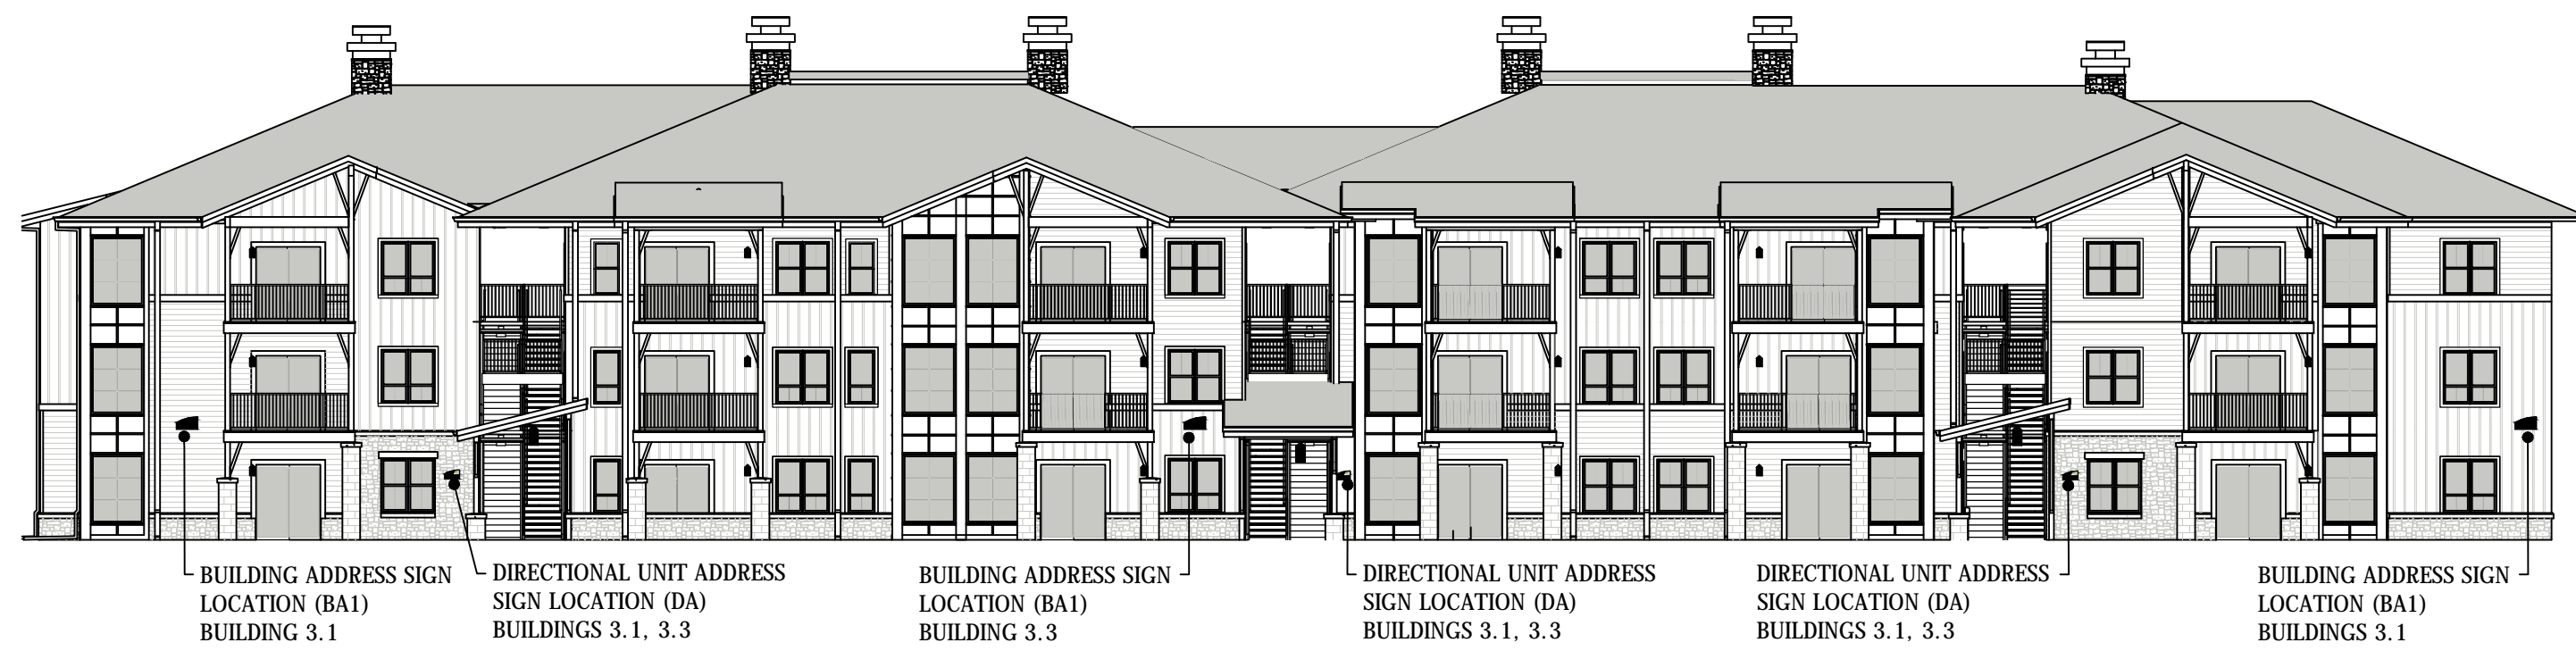 BUILDING ADDRESS SIGN
LOCATION (BA1)
BUILDING 3.1
DIRECTIONAL UNIT ADDRESS
SIGN LOCATION (DA)
BUILDINGS 3.1, 3.3
BUILDING ADDRESS SIGN
LOCATION (BA1)
BUILDING 3.3
DIRECTIONAL UNIT ADDRESS
SIGN LOCATION (DA)
BUILDINGS 3.1, 3.3
DIRECTIONAL UNIT ADDRESS
SIGN LOCATION (DA)
BUILDINGS 3.1, 3.3
BUILDING ADDRESS SIGN
LOCATION (BA1)
BUILDINGS 3.1